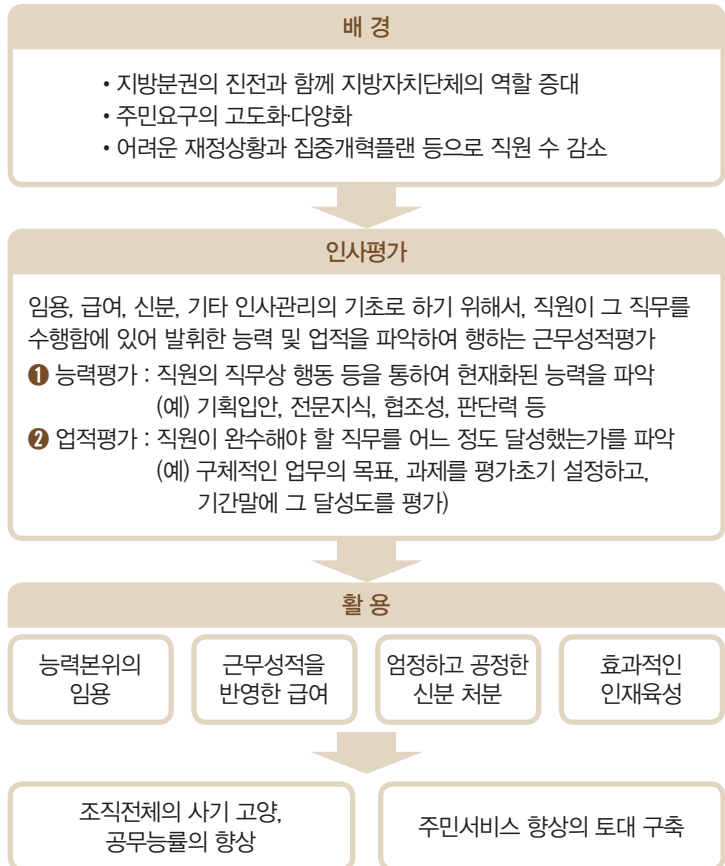 배 경
• 지방분권의 진전과 함께 지방자치단체의 역할 증대
• 주민요구의 고도화·다양화
• 어려운 재정상황과 집중개혁플랜 등으로 직원 수 감소
인사평가
임용, 급여, 신분, 기타 인사관리의 기초로 하기 위해서, 직원이 그 직무를
수행함에 있어 발휘한 능력 및 업적을 파악하여 행하는 근무성적평가
❶ 능력평가 : 직원의 직무상 행동 등을 통하여 현재화된 능력을 파악
(예) 기획입안, 전문지식, 협조성, 판단력 등
❷ 업적평가 : 직원이 완수해야 할 직무를 어느 정도 달성했는가를 파악
(예) 구체적인 업무의 목표, 과제를 평가초기 설정하고,
기간말에 그 달성도를 평가)
활 용
능력본위의
임용
근무성적을
반영한 급여
엄정하고 공정한
신분 처분
효과적인
인재육성
조직전체의 사기 고양,
공무능률의 향상
주민서비스 향상의 토대 구축